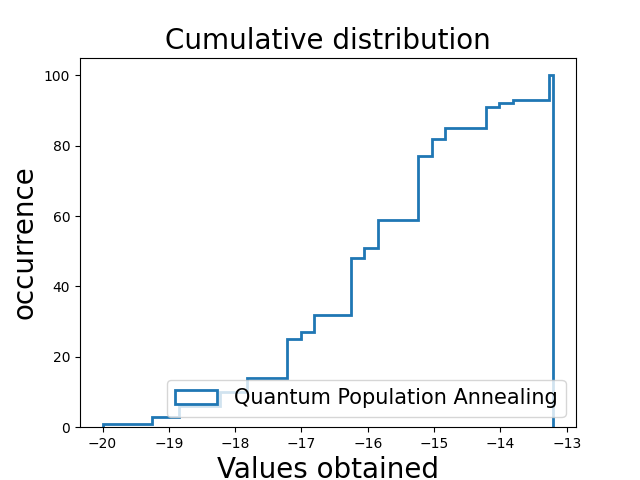 Cumulative distribution
occurrence
100
80
60
40
20
0
Quantum Population Annealing
−20 −19 −18 −17 −16 −15 −14 −13
Values obtained